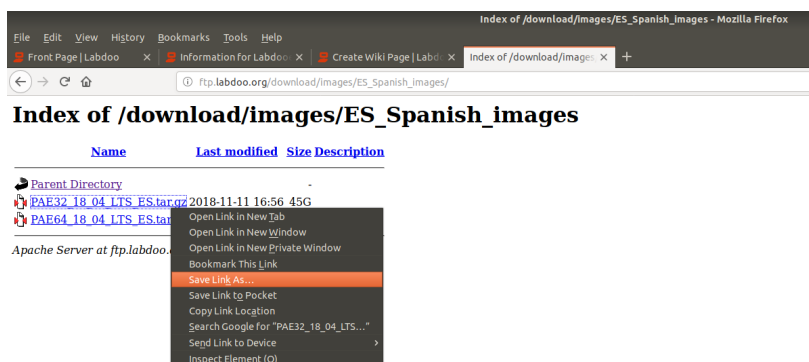 Index of /download/images/ES_Spanish_images - Mozilla Firefox
File Edit View History Bookmarks Tools Help
Front Page | Labdoo × Information for Labdoo × Create Wiki Page | Labdo × Index of /download/images/ × +
ftp.labdoo.org/download/images/ES_Spanish_images/
Index of /download/images/ES_Spanish_images
Name Last modified Size Description
Parent Directory -
PAE32_18_04_LTS_ES.tar.gz 2018-11-11 16:56 45G
PAE64_18_04_LTS_ES.tar
Apache Server at ftp.labdoo.
Open Link in New Tab
Open Link in New Window
Open Link in New Private Window
Bookmark This Link
Save Link As...
Save Link to Pocket
Copy Link Location
Search Google for "PAE32_18_04_LTS…"
Send Link to Device >
Inspect Element (Q)